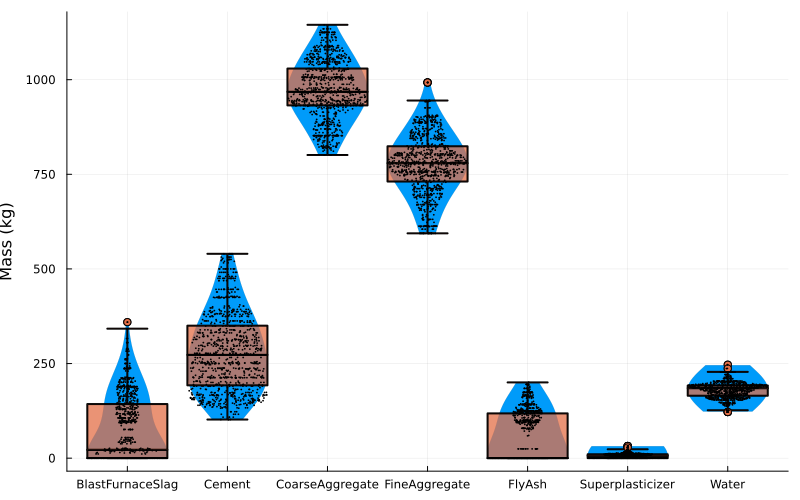 Mass (kg)
1000
750
500
250
0
BlastFurnaceSlag Cement CoarseAggregate FineAggregate FlyAsh Superplasticizer Water